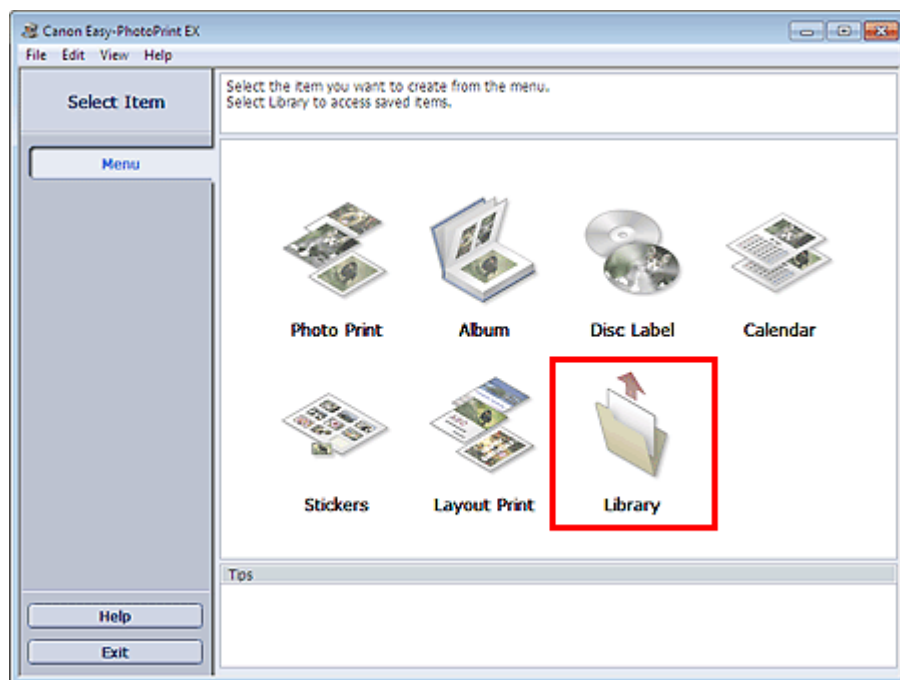 Canon Easy-PhotoPrint EX
File Edit View Help
Select Item
Select the item you want to create from the menu.
Select Library to access saved items.
Menu
Photo Print
Album
Disc Label
Calendar
Stickers
Layout Print
Library
Tips
Help
Exit